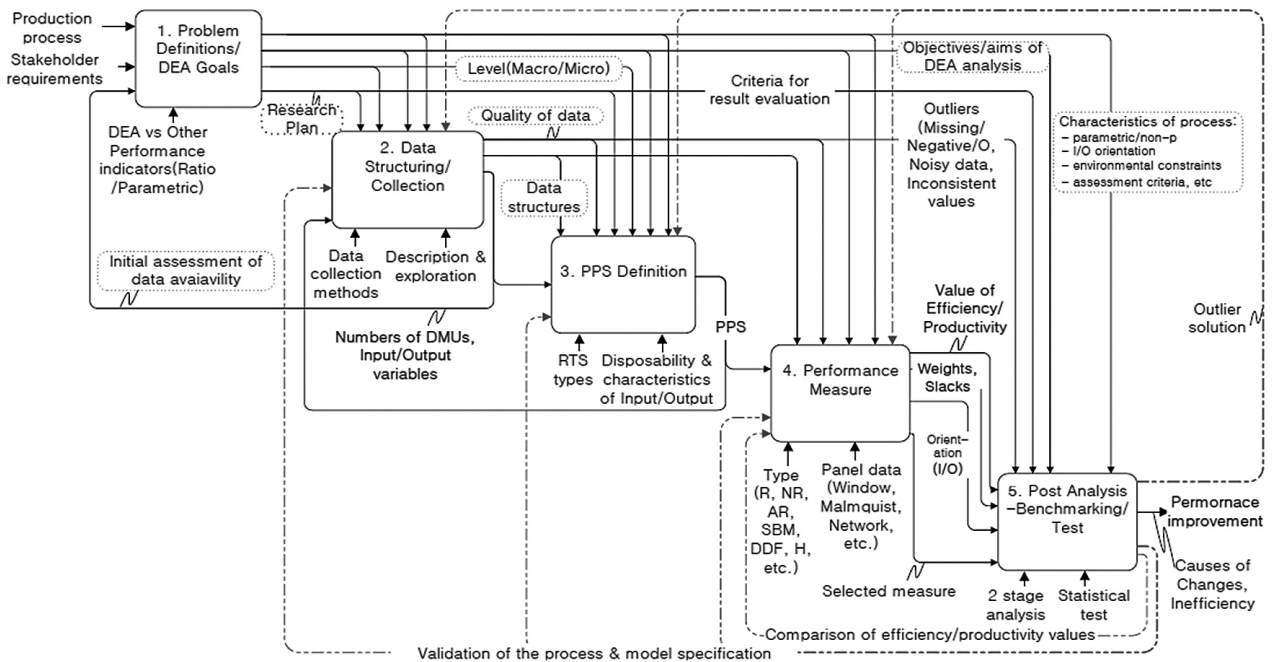 Production
process
Stakeholder
requirements
1. Problem
Definitions/
DEA Goals
DEA vs Other
Performance
indicators(Ratio
/Parametric)
Research
Plan
Level(Macro/Micro)
Quality of data
Criteria for
result evaluation
Objectives/aims of
DEA analysis
Outliers
(Missing/
Negative/O,
Noisy data,
Inconsistent
values
Characteristics of process:
– parametric/non-p
– I/O orientation
– environmental constraints
– assessment criteria, etc
2. Data
Structuring/
Collection
Data
structures
Data
collection
methods
Description &
exploration
Initial assessment of
data avaiavility
Numbers of DMUs,
Input/Output
variables
3. PPS Definition
RTS
types
Disposability &
characteristics
of Input/Output
PPS
Value of
Efficiency/
Productivity
Outlier
solution
4. Performance
Measure
Weights,
Slacks
Orient-
ation
(I/O)
Type
(R, NR,
AR,
SBM,
DDF, H,
etc.)
Panel data
(Window,
Malmquist,
Network,
etc.)
Selected measure
5. Post Analysis
–Benchmarking/
Test
Permornace
improvement
Causes of
Changes,
Inefficiency
2 stage
analysis
Statistical
test
Comparison of efficiency/productivity values
Validation of the process & model specification